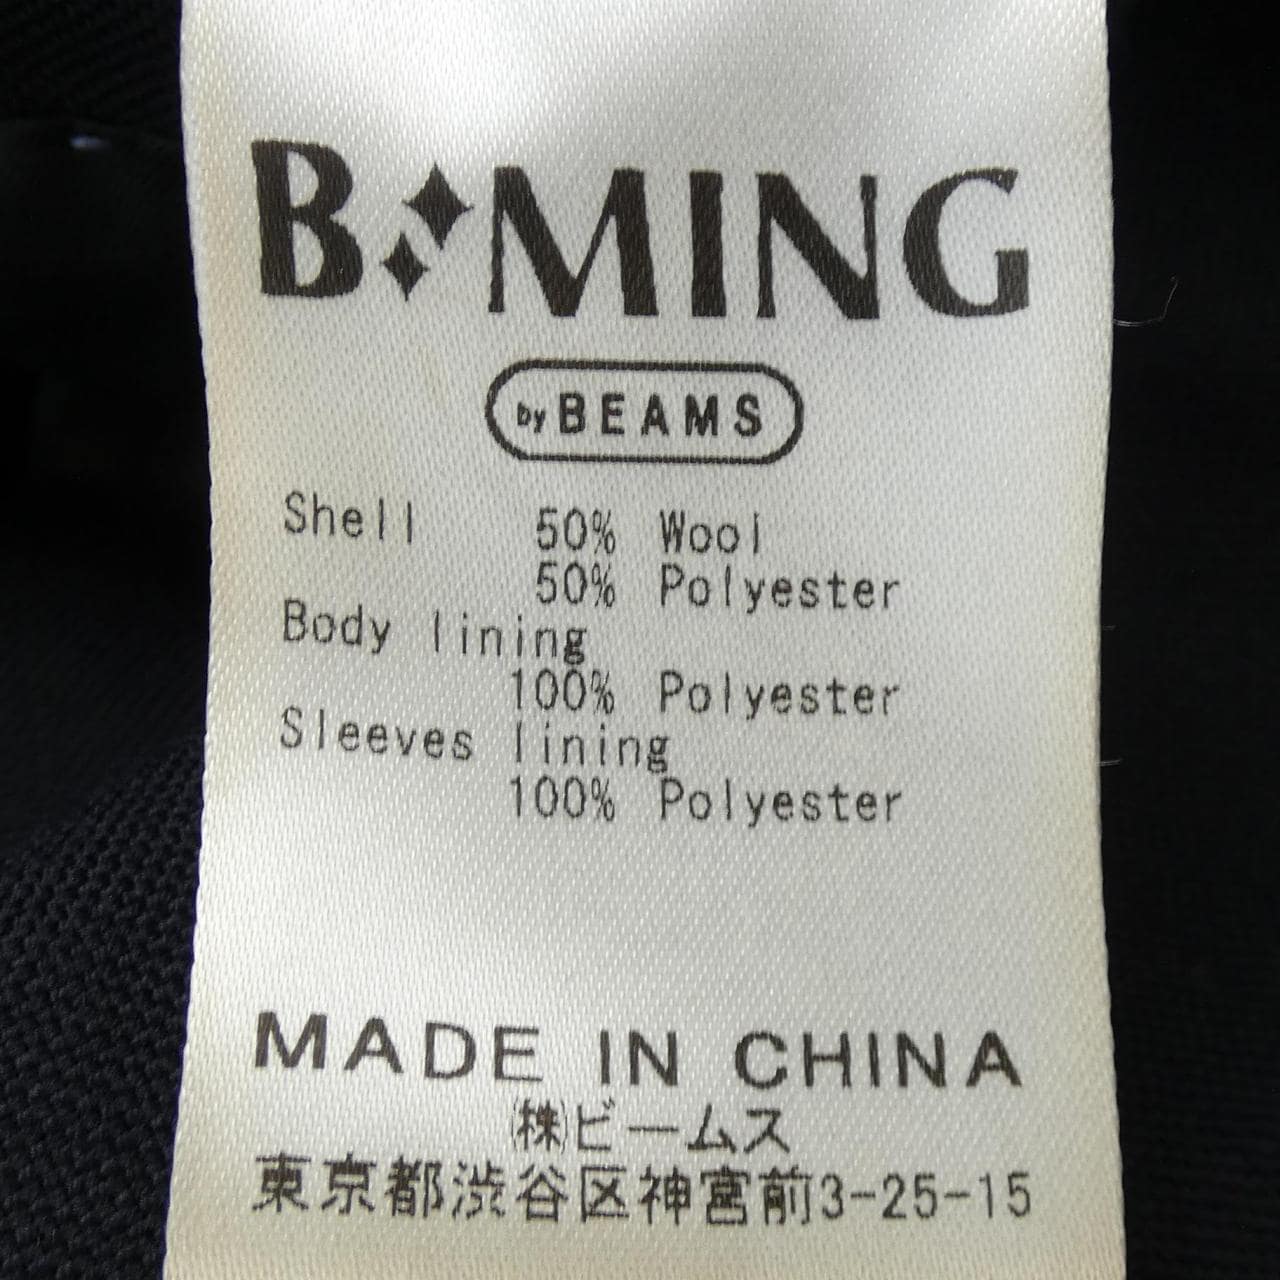 B MING
by BEAMS
Shell 50% Wool
50% Polyester
Body lining
100% Polyester
Sleeves lining
100% Polyester
MADE IN CHINA
㈱ビームス
東京都渋谷区神宮前3-25-15